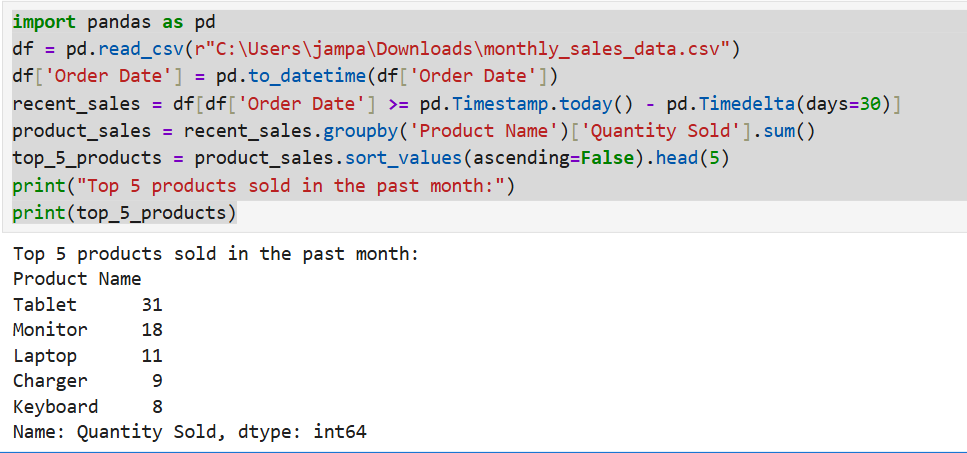 import pandas as pd
df = pd.read_csv(r"C:\Users\jampa\Downloads\monthly_sales_data.csv")
df['Order Date'] = pd.to_datetime(df['Order Date'])
recent_sales = df[df['Order Date'] >= pd.Timestamp.today() - pd.Timedelta(days=30)]
product_sales = recent_sales.groupby('Product Name')['Quantity Sold'].sum()
top_5_products = product_sales.sort_values(ascending=False).head(5)
print("Top 5 products sold in the past month:")
print(top_5_products)
Top 5 products sold in the past month:
Product Name
Tablet      31
Monitor     18
Laptop      11
Charger      9
Keyboard     8
Name: Quantity Sold, dtype: int64